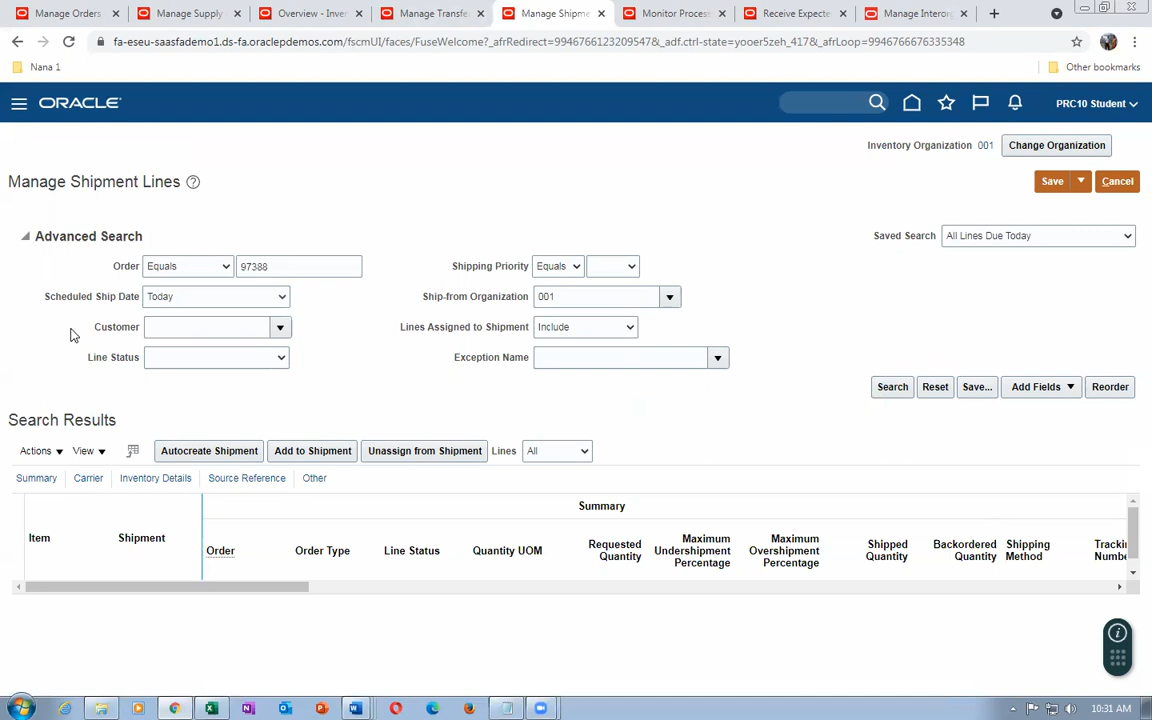 Manage Orders
Manage Supply
Overview - Inver
Manage Transfe
Manage Shipme
Monitor Process
Receive Expecte
Manage Interorg
fa-eseu-saasfademo1.ds-fa.oraclepdemos.com/fscmUI/faces/FuseWelcome?_afrRedirect=9946766123209547&_adf.ctrl-state=yooer5zeh_417&_afrLoop=9946766676335348
Nana 1
Other bookmarks
ORACLE
PRC10 Student
Inventory Organization 001 Change Organization
Manage Shipment Lines
Save
Cancel
Advanced Search
Saved Search All Lines Due Today
Order Equals 97388
Shipping Priority Equals
Scheduled Ship Date Today
Ship-from Organization 001
Customer
Lines Assigned to Shipment Include
Line Status
Exception Name
Search Reset Save... Add Fields Reorder
Search Results
Actions View Autocreate Shipment Add to Shipment Unassign from Shipment Lines All
Summary Carrier Inventory Details Source Reference Other
Summary
Item Shipment Order Order Type Line Status Quantity UOM Requested Quantity Maximum Undershipment Percentage Maximum Overshipment Percentage Shipped Quantity Backordered Quantity Shipping Method Trackin Numbe
10:31 AM